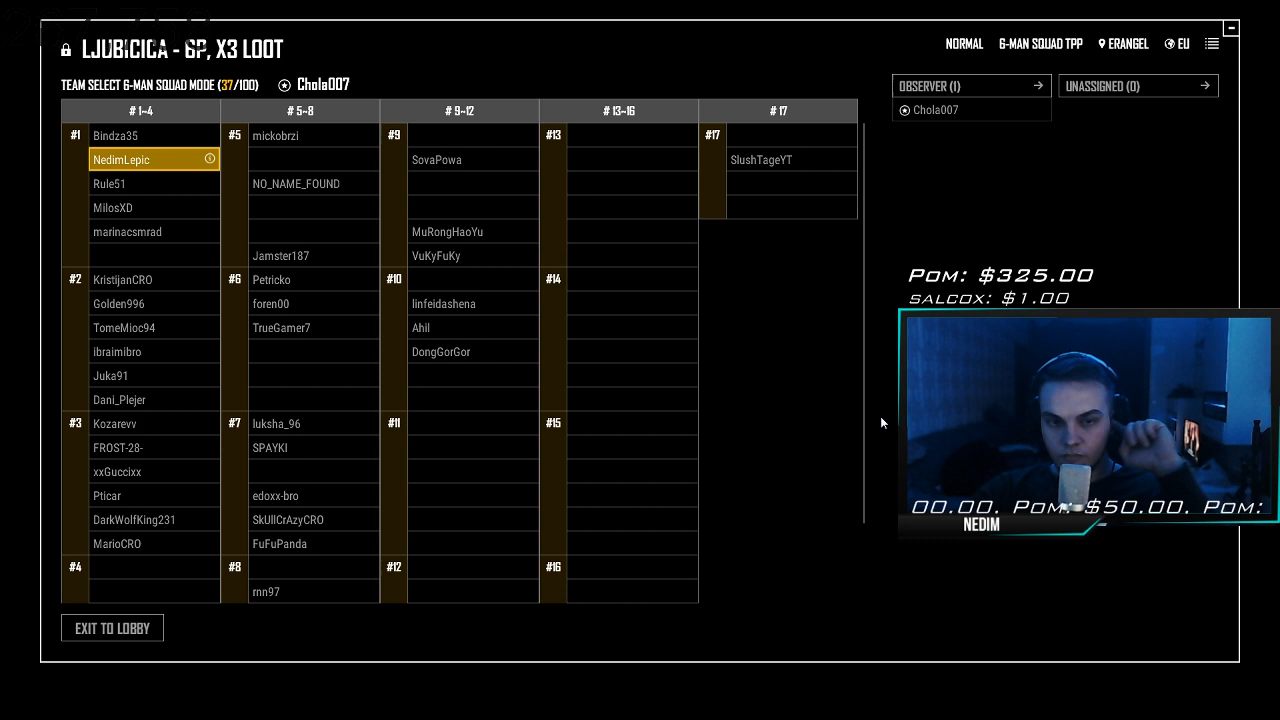 LJUBICICA - 6P, X3 LOOT
NORMAL 6-MAN SQUAD TPP ERANGEL EU
TEAM SELECT 6-MAN SQUAD MODE (37/100) Chola007
OBSERVER (1)
UNASSIGNED (0)
Chola007
# 1~4
#1
Bindza35
NedimLepic
Rule51
MilosXD
marinacsmrad
#2
KristijanCRO
Golden996
TomeMioc94
ibraimibro
Juka91
Dani_Plejer
#3
Kozarevv
FROST-28-
xxGuccixx
Pticar
DarkWolfKing231
MarioCRO
#4
# 5~8
#5
mickobrzi
NO_NAME_FOUND
Jamster187
#6
Petricko
foren00
TrueGamer7
#7
luksha_96
SPAYKI
edoxx-bro
SkUllCrAzyCRO
FuFuPanda
#8
rnn97
# 9~12
#9
SovaPowa
MuRongHaoYu
VuKyFuKy
#10
linfeidashena
Ahil
DongGorGor
#11
#12
# 13~16
#13
#14
#15
#16
# 17
#17
SlushTageYT
Pom: $325.00
SALCOX: $1.00
00.00, Pom: $50.00, Pom:
NEDIM
EXIT TO LOBBY